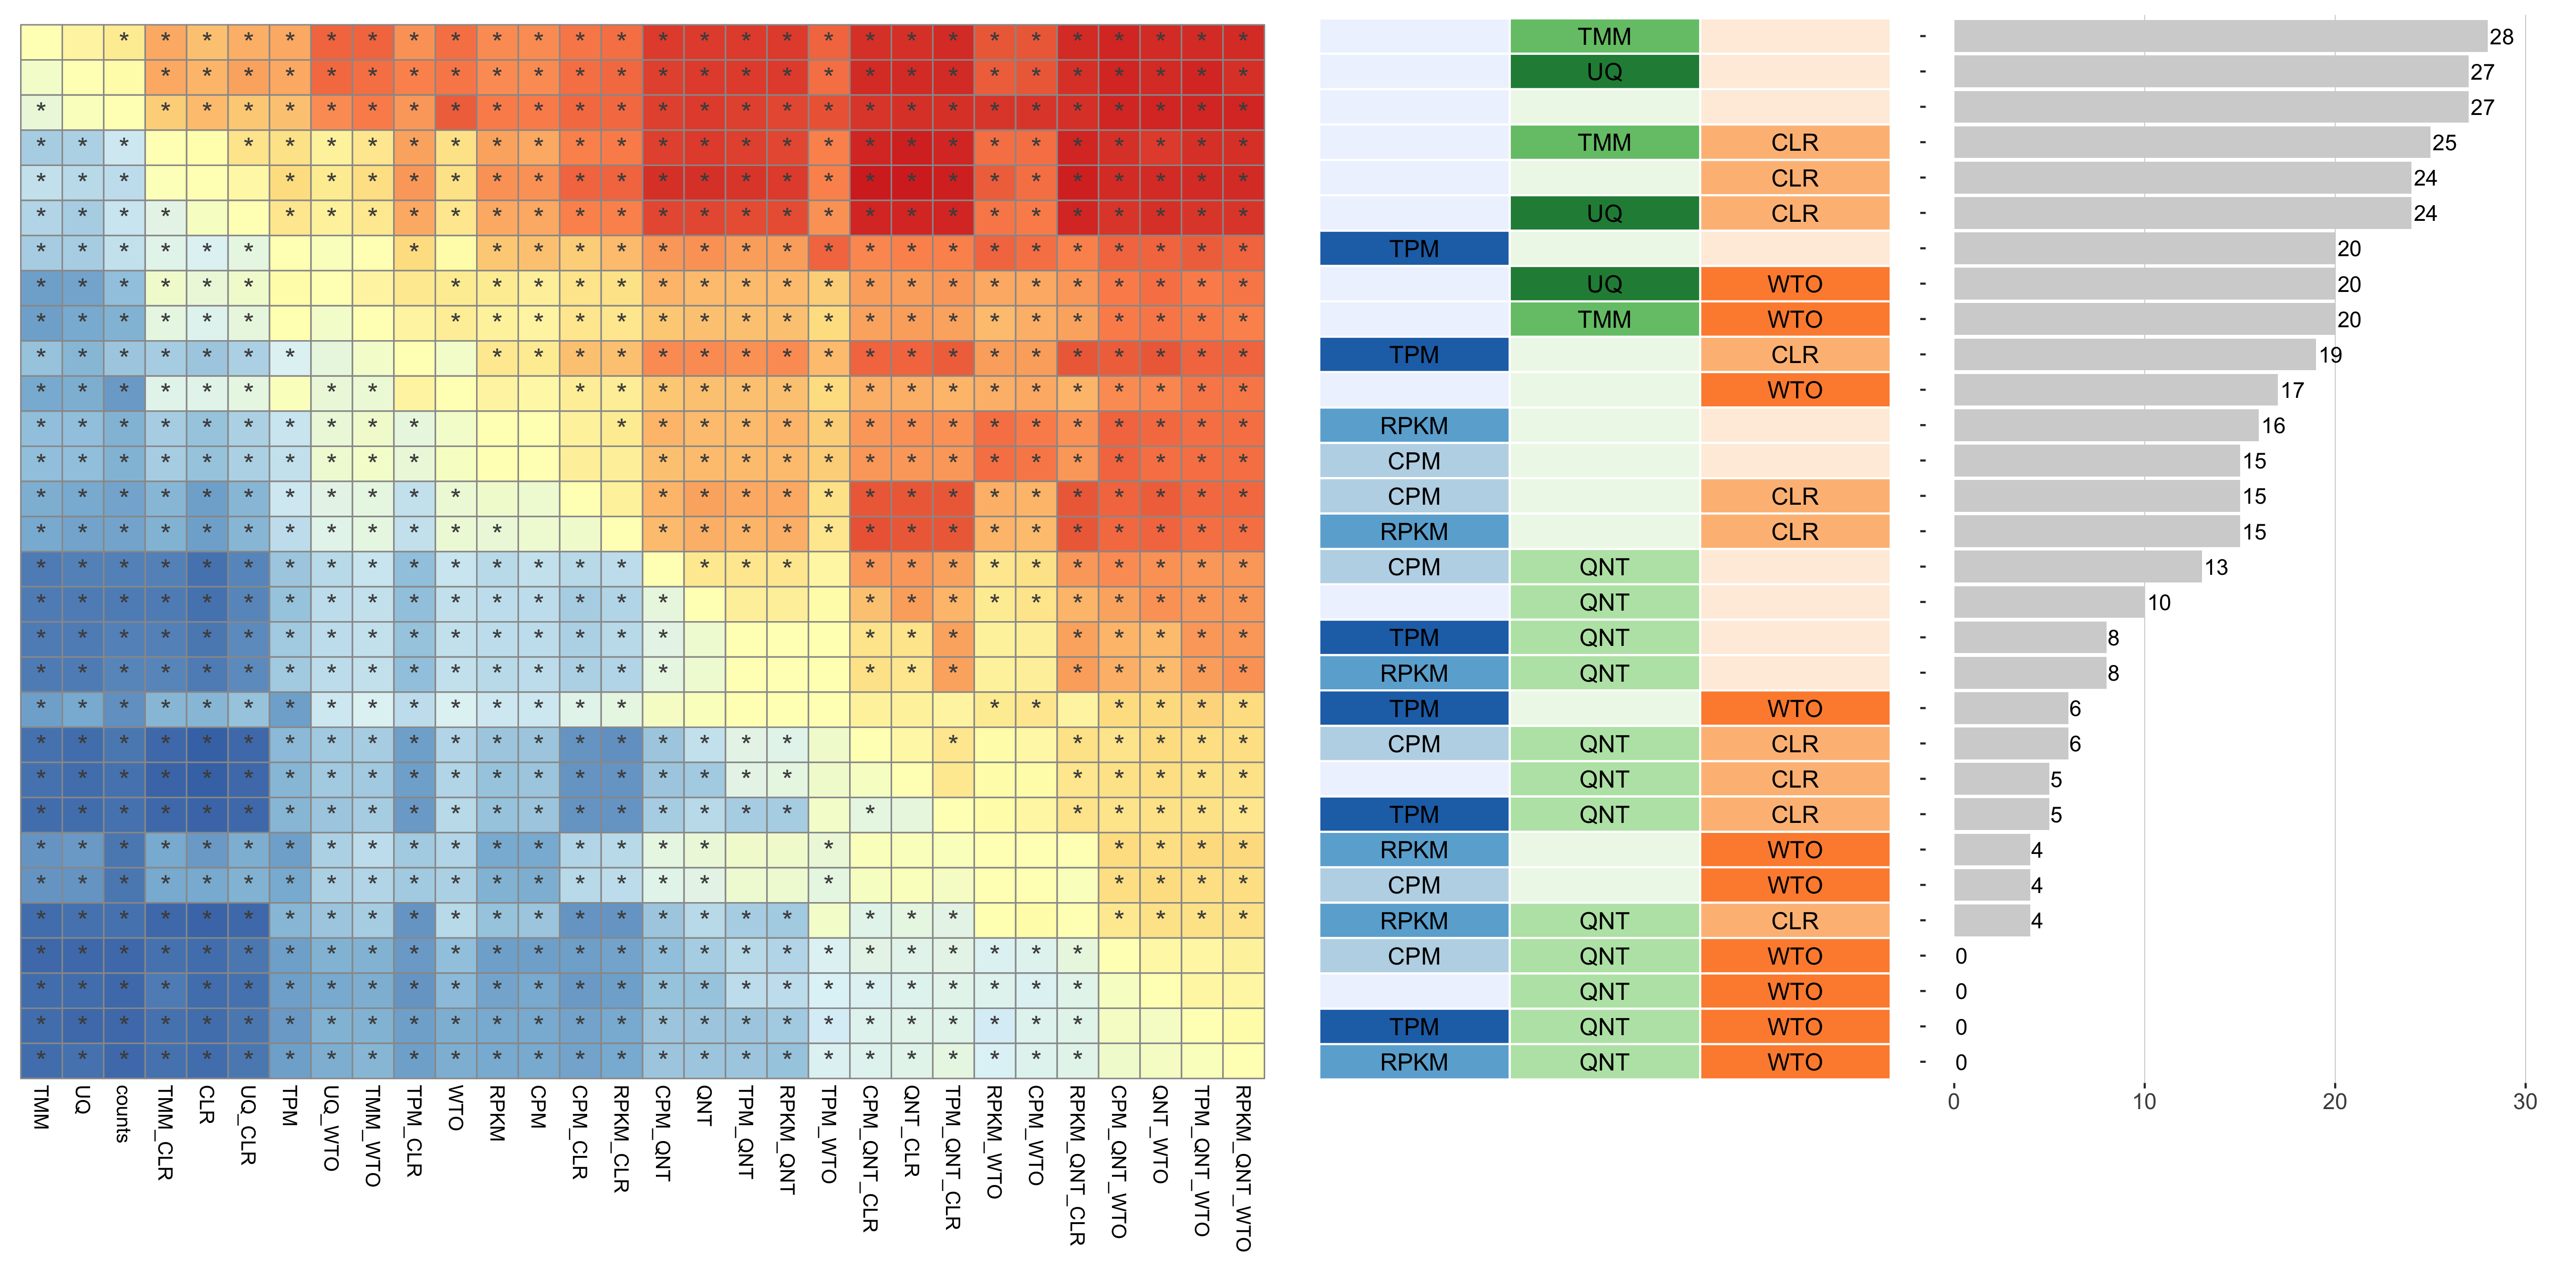 TMM - 28
UQ - 27
- 27
TMM CLR - 25
CLR - 24
UQ CLR - 24
TPM - 20
UQ WTO - 20
TMM WTO - 20
TPM CLR - 19
WTO - 17
RPKM - 16
CPM - 15
CPM CLR - 15
RPKM CLR - 15
CPM QNT - 13
QNT - 10
TPM QNT - 8
RPKM QNT - 8
TPM WTO - 6
CPM QNT CLR - 6
QNT CLR - 5
TPM QNT CLR - 5
RPKM WTO - 4
CPM WTO - 4
RPKM QNT CLR - 4
CPM QNT WTO - 0
QNT WTO - 0
TPM QNT WTO - 0
RPKM QNT WTO - 0
TMM
UQ
counts
TMM_CLR
CLR
UQ_CLR
TPM
UQ_WTO
TMM_WTO
TPM_CLR
WTO
RPKM
CPM
CPM_CLR
RPKM_CLR
CPM_QNT
QNT
TPM_QNT
RPKM_QNT
TPM_WTO
CPM_QNT_CLR
QNT_CLR
TPM_QNT_CLR
RPKM_WTO
CPM_WTO
RPKM_QNT_CLR
CPM_QNT_WTO
QNT_WTO
TPM_QNT_WTO
RPKM_QNT_WTO
0 10 20 30